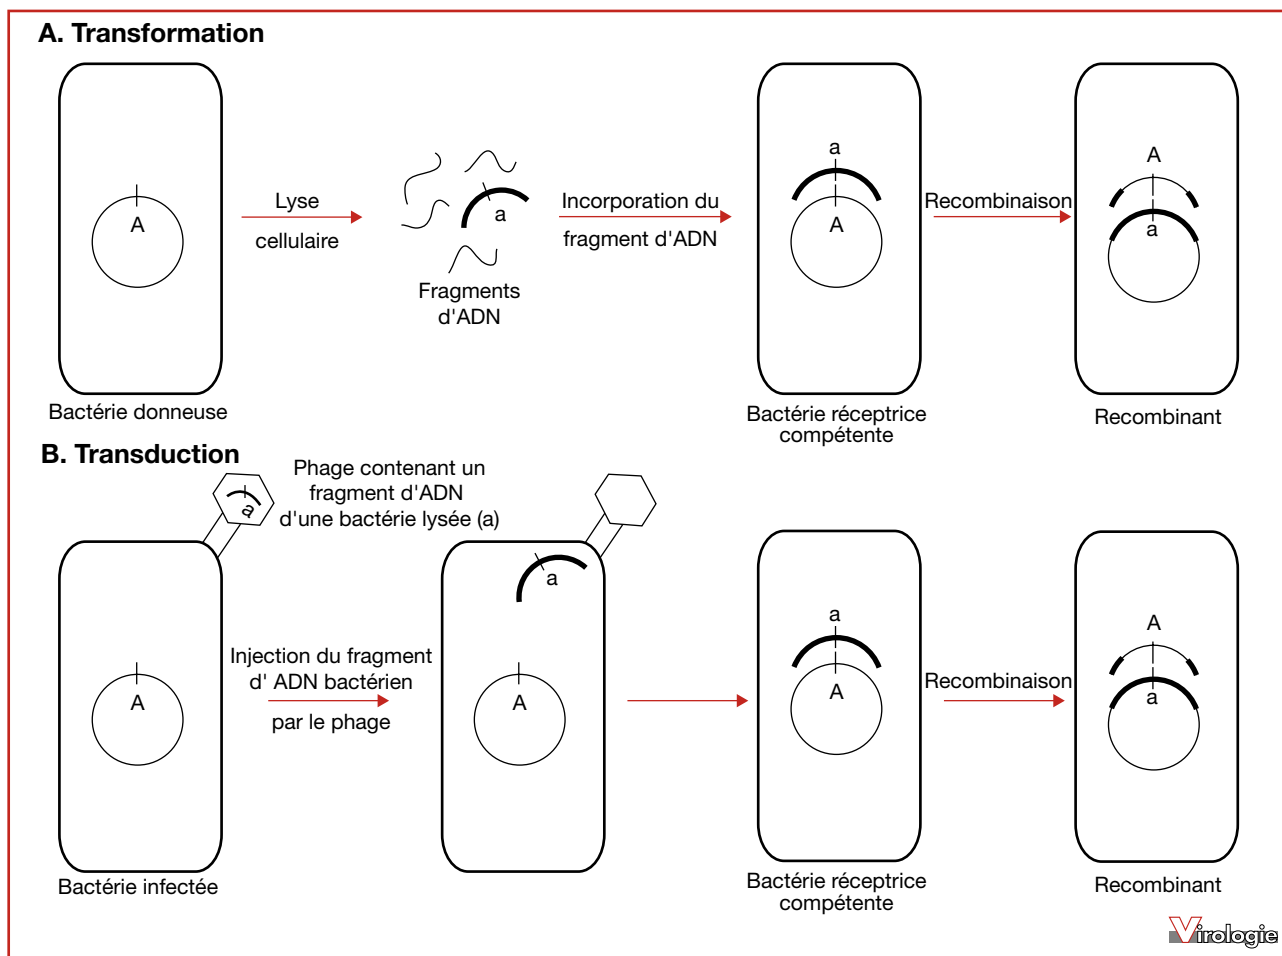 A. Transformation
A
Bactérie donneuse
Lyse
cellulaire
a
Fragments
d'ADN
Incorporation du
fragment d'ADN
a
A
Bactérie réceptrice
compétente
Recombinaison
A
a
Recombinant
B. Transduction
a
Phage contenant un
fragment d'ADN
d'une bactérie lysée (a)
A
Bactérie infectée
Injection du fragment
d' ADN bactérien
par le phage
a
A
a
A
Bactérie réceptrice
compétente
Recombinaison
A
a
Recombinant
Virologie